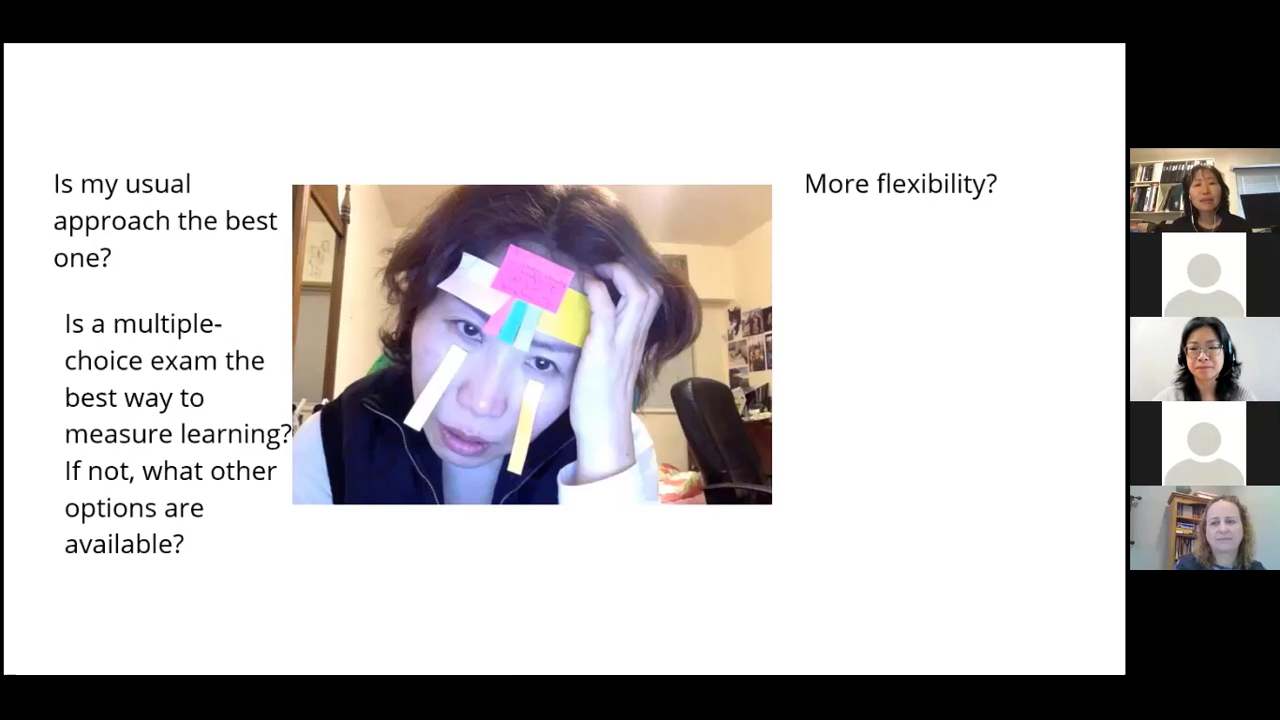 Is my usual
approach the best
one?
Is a multiple-
choice exam the
best way to
measure learning?
If not, what other
options are
available?
More flexibility?